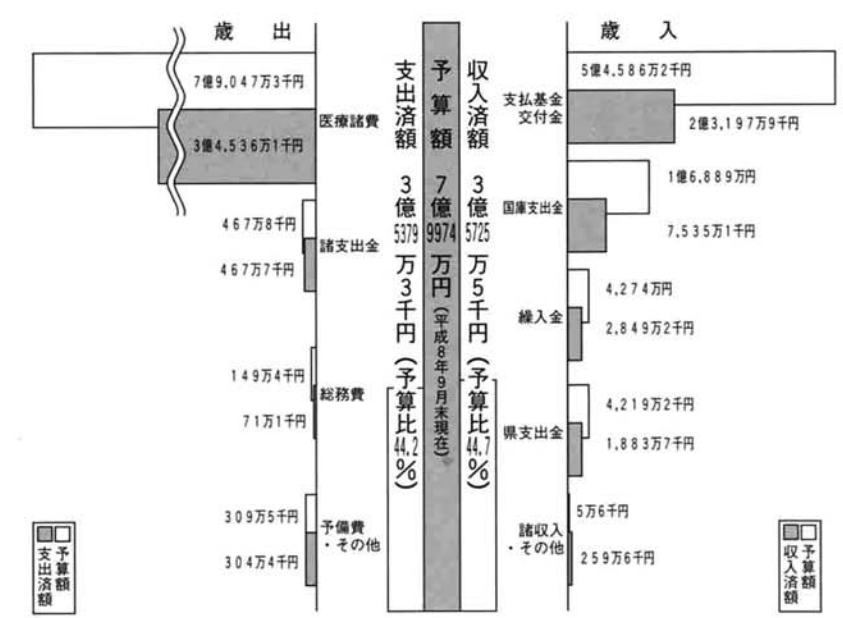 歳出
7億9,047万3千円
3億4,536万1千円
医療諸費
467万8千円
467万7千円
諸支出金
149万4千円
71万1千円
総務費
309万5千円
304万4千円
予備費
・その他
予算額
支出済額
収入済額 3億5725万5千円(予算比44.7%)
予算額 7億9974万円(平成8年9月末現在)
支出済額 3億5379万3千円(予算比44.2%)
歳入
5億4,586万2千円
2億3,197万9千円
支払基金
交付金
1億6,889万円
7,535万1千円
国庫支出金
4,274万円
2,849万2千円
繰入金
4,219万2千円
1,883万7千円
県支出金
5万6千円
259万6千円
諸収入
・その他
予算額
収入済額